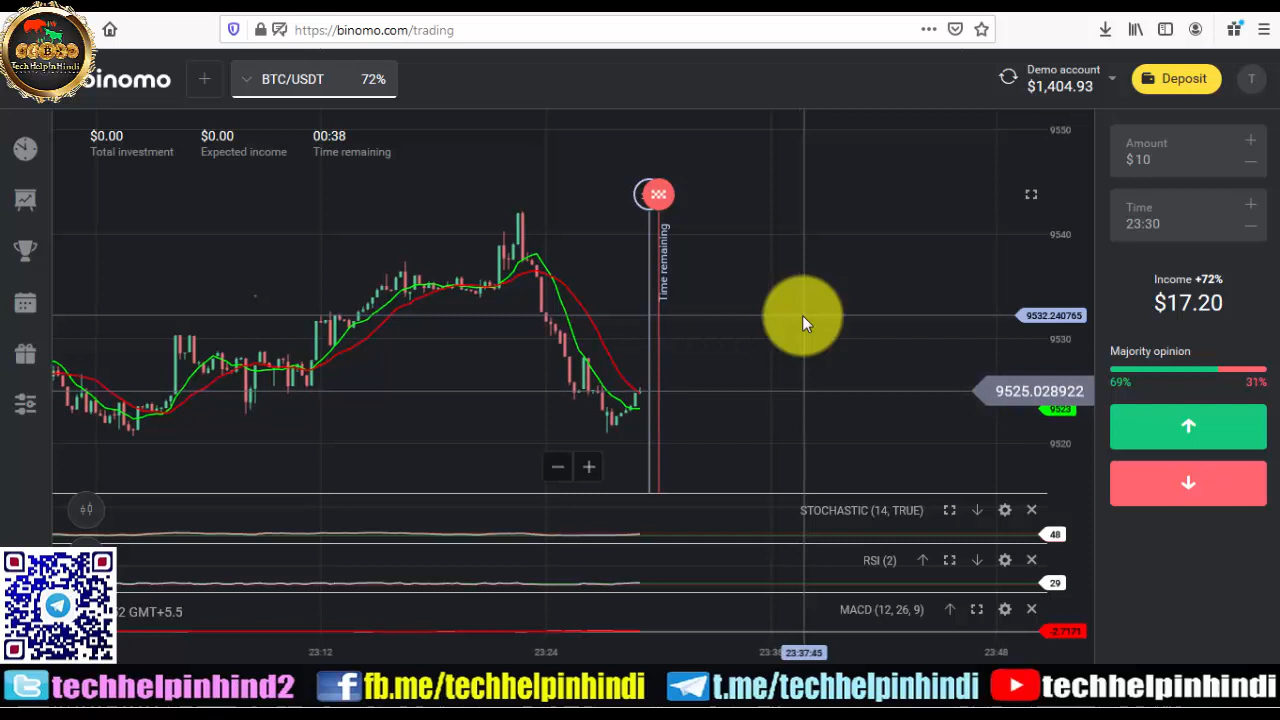 https://binomo.com/trading
TechHelpInHindi
binomo
BTC/USDT 72%
Demo account
$1,404.93
Deposit
T
$0.00
Total investment
$0.00
Expected income
00:38
Time remaining
Amount
$10
Time
23:30
Income +72%
$17.20
Majority opinion
69% 31%
Time remaining
9550
9540
9532.240765
9530
9525.028922
9523
9520
STOCHASTIC (14, TRUE)
48
RSI (2)
29
2 GMT+5.5
MACD (12, 26, 9)
-2.7171
23:12
23:24
23:37:45
23:48
techhelpinhind2
fb.me/techhelpinhindi
t.me/techhelpinhindi
techhelpinhindi